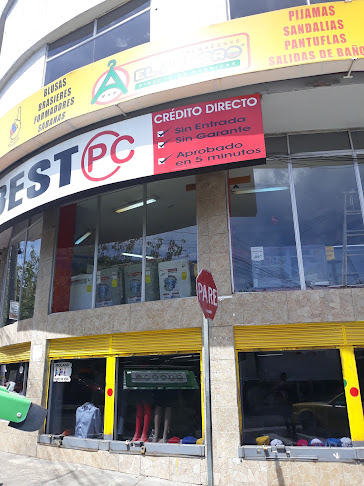 BLUSAS
BRASIERES
FORMADORES
SABANAS
PIJAMAS
SANDALIAS
PANTUFLAS
SALIDAS DE BAÑO
BEST PC
CRÉDITO DIRECTO
Sin Entrada
Sin Garante
Aprobado
en 5 minutos
PARE